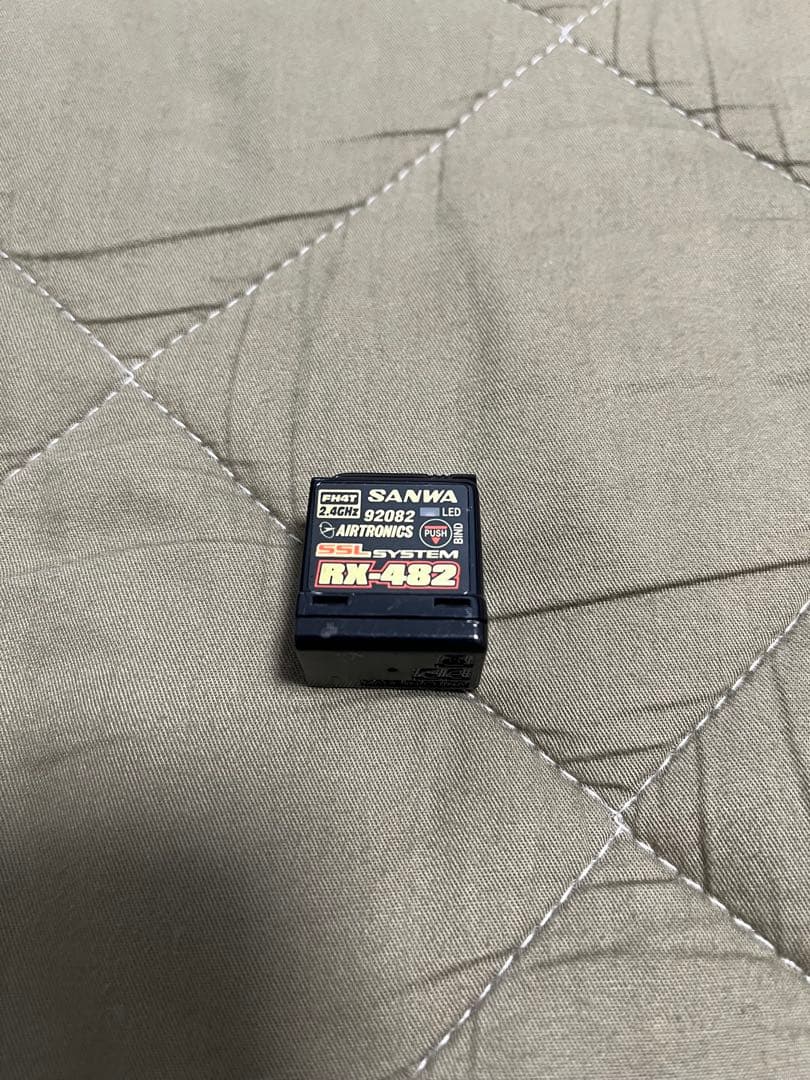 FH4T SANWA
2.4GHz 92082 LED
AIRTRONICS PUSH BIND
SSL SYSTEM
RX-482